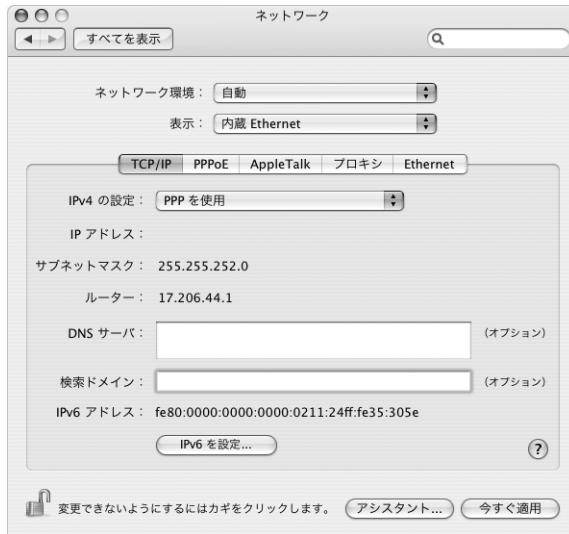 ネットワーク
すべてを表示
ネットワーク環境： 自動
表示： 内蔵 Ethernet
TCP/IP PPPoE AppleTalk プロキシ Ethernet
IPv4 の設定： PPP を使用
IP アドレス：
サブネットマスク： 255.255.252.0
ルーター： 17.206.44.1
DNS サーバ： (オプション)
検索ドメイン： (オプション)
IPv6 アドレス： fe80:0000:0000:0000:0211:24ff:fe35:305e
IPv6 を設定...
?
変更できないようにするにはカギをクリックします。 アシスタント... 今すぐ適用